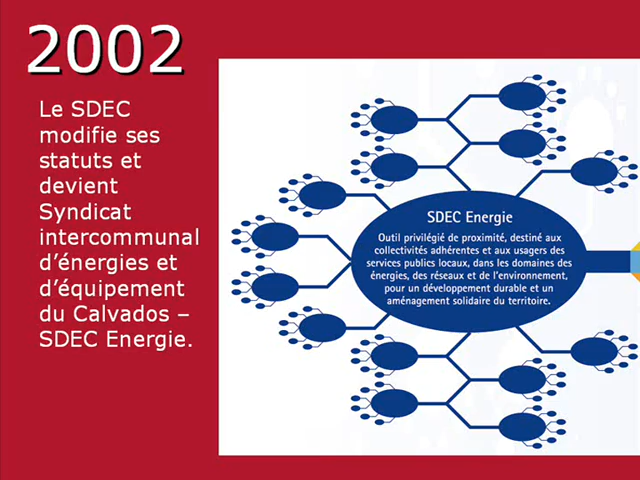 2002
Le SDEC
modifie ses
statuts et
devient
Syndicat
intercommunal
d’énergies et
d’équipement
du Calvados –
SDEC Energie.
SDEC Energie
Outil privilégié de proximité, destiné aux
collectivités adhérentes et aux usagers des
services publics locaux, dans les domaines des
énergies, des réseaux et de l’environnement,
pour un développement durable et un
aménagement solidaire du territoire.